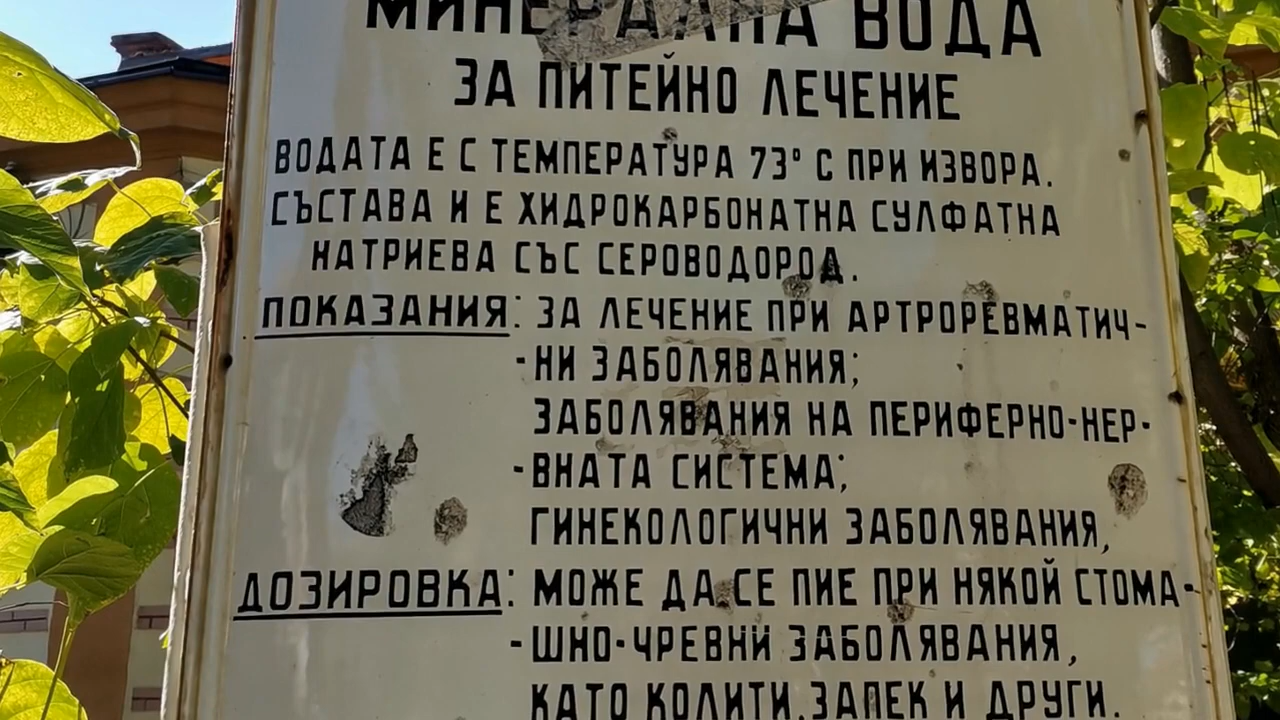 МИНЕРАЛНА ВОДА
ЗА ПИТЕЙНО ЛЕЧЕНИЕ
ВОДАТА Е С ТЕМПЕРАТУРА 73° С ПРИ ИЗВОРА.
СЪСТАВА И Е ХИДРОКАРБОНАТНА СУЛФАТНА
НАТРИЕВА СЪС СЕРОВОДОРОД.
ПОКАЗАНИЯ: ЗА ЛЕЧЕНИЕ ПРИ АРТРОРЕВМАТИЧ-
-НИ ЗАБОЛЯВАНИЯ;
ЗАБОЛЯВАНИЯ НА ПЕРИФЕРНО-НЕР-
-ВНАТА СИСТЕМА;
ГИНЕКОЛОГИЧНИ ЗАБОЛЯВАНИЯ,
ДОЗИРОВКА: МОЖЕ ДА СЕ ПИЕ ПРИ НЯКОЙ СТОМА-
-ШНО-ЧРЕВНИ ЗАБОЛЯВАНИЯ,
КАТО КОЛИТИ, ЗАПЕК И ДРУГИ.